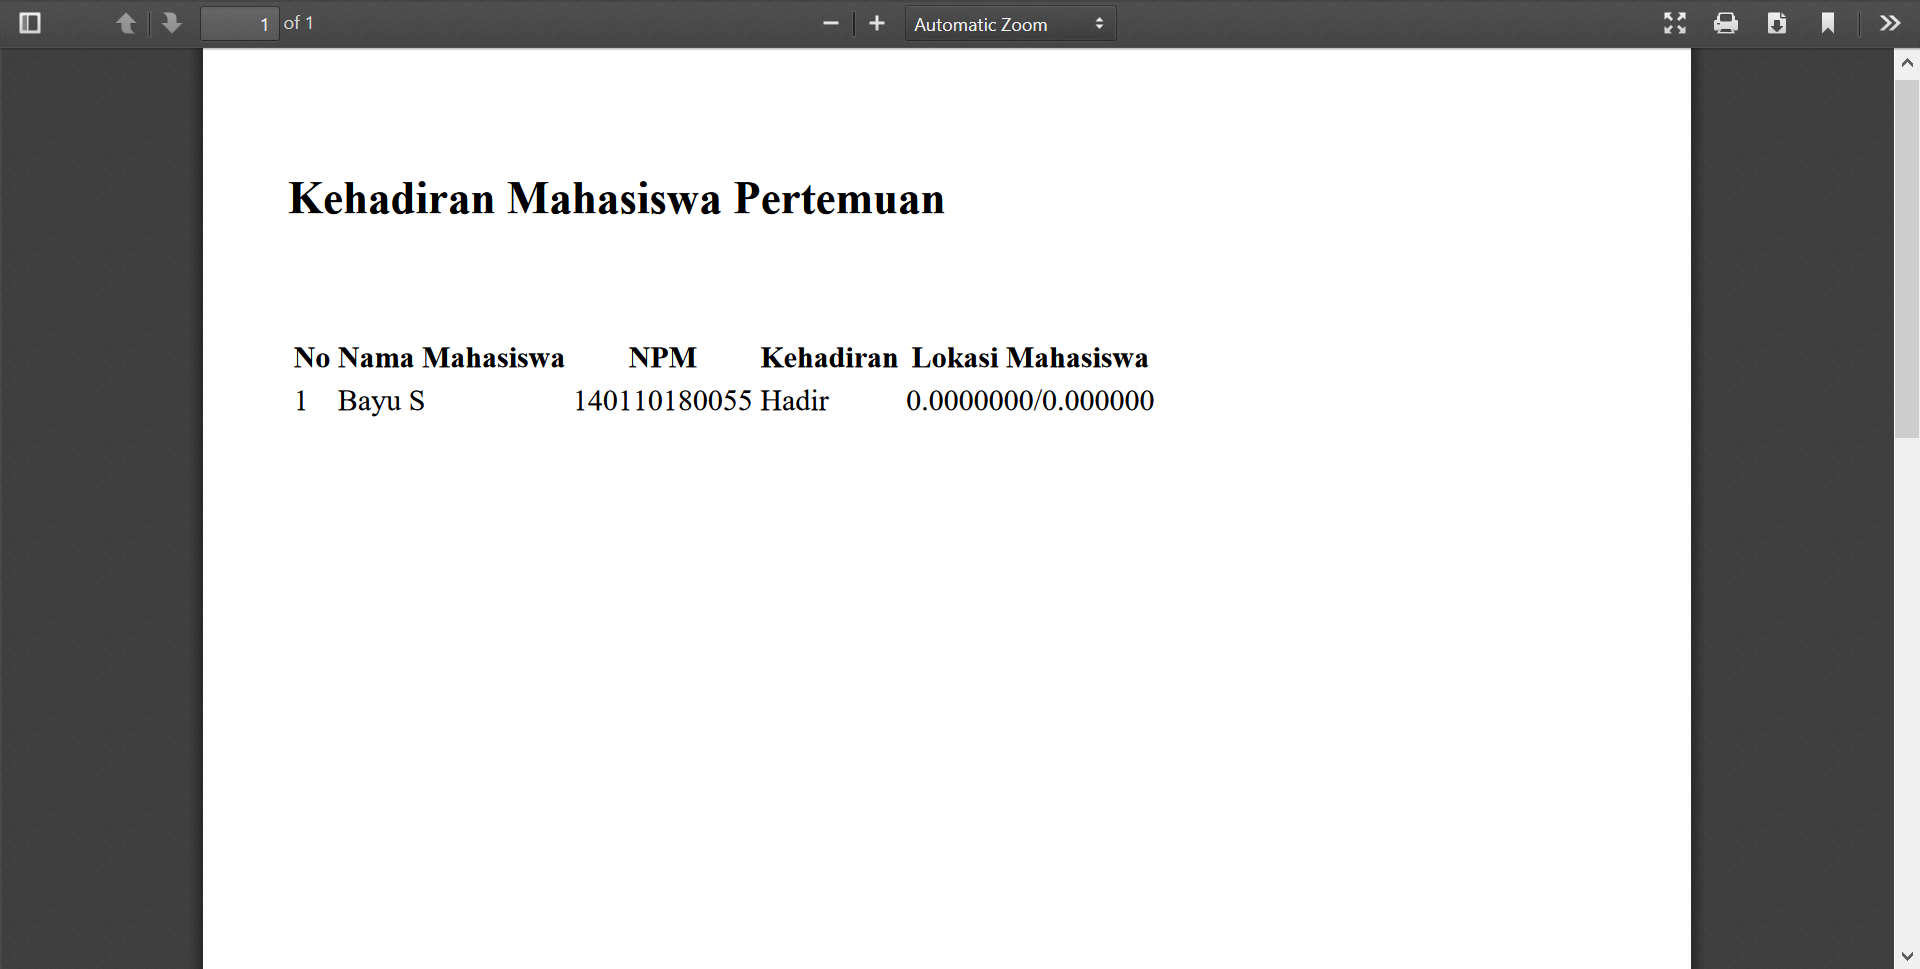 1 of 1 Automatic Zoom
Kehadiran Mahasiswa Pertemuan
No Nama Mahasiswa NPM Kehadiran Lokasi Mahasiswa
1 Bayu S 140110180055 Hadir 0.0000000/0.000000